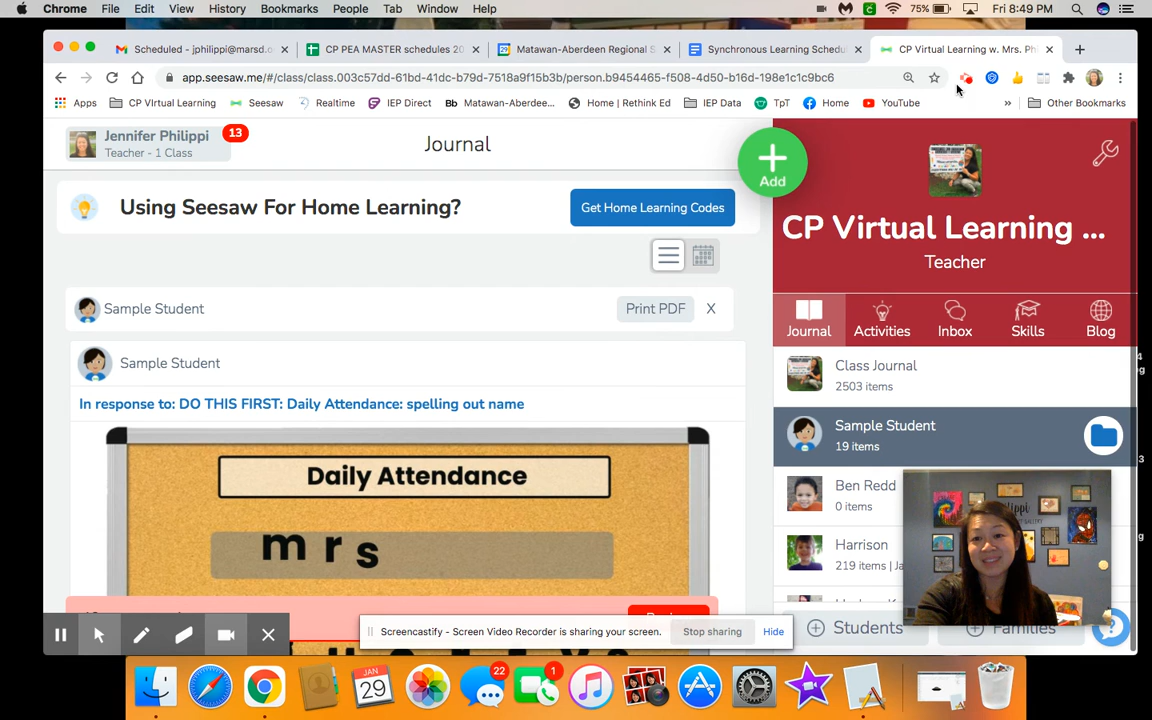 Chrome File Edit View History Bookmarks People Tab Window Help 75% Fri 8:49 PM
Scheduled - jphilippi@marsd.c
CP PEA MASTER schedules 20
Matawan-Aberdeen Regional S
Synchronous Learning Schedu
CP Virtual Learning w. Mrs. Ph
app.seesaw.me/#/class/class.003c57dd-61bd-41dc-b79d-7518a9f15b3b/person.b9454465-f508-4d50-b16d-198e1c1c9bc6
Apps CP Virtual Learning Seesaw Realtime IEP Direct Bb Matawan-Aberdee... Home | Rethink Ed IEP Data TpT Home YouTube » Other Bookmarks
Jennifer Philippi
13
Teacher - 1 Class
Journal
Add
Using Seesaw For Home Learning?
Get Home Learning Codes
CP Virtual Learning ...
Teacher
Sample Student
Print PDF
X
Journal
Activities
Inbox
Skills
Blog
Sample Student
Class Journal
2503 items
In response to: DO THIS FIRST: Daily Attendance: spelling out name
Sample Student
19 items
Daily Attendance
m r s
Ben Redd
0 items
Harrison
219 items | Ja
Screencastify - Screen Video Recorder is sharing your screen.
Stop sharing
Hide
Students
Families
?
JAN
29
22
1